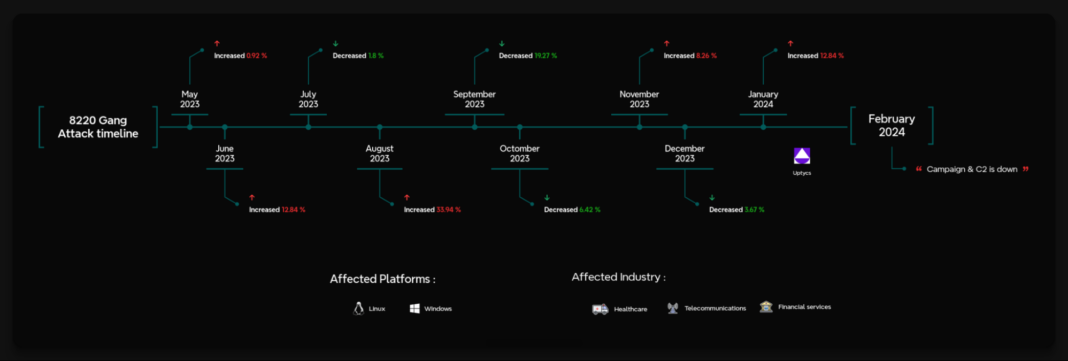 Increased 0.92 %
Decreased 1.8 %
Decreased 19.27 %
Increased 8.26 %
Increased 12.84 %
8220 Gang
Attack timeline
May
2023
July
2023
September
2023
November
2023
January
2024
February
2024
June
2023
August
2023
Octomber
2023
December
2023
Uptycs
“ Campaign & C2 is down ”
Increased 12.84 %
Increased 33.94 %
Decreased 6.42 %
Decreased 3.67 %
Affected Platforms :
Affected Industry :
Linux
Windows
Healthcare
Telecommunications
Financial services